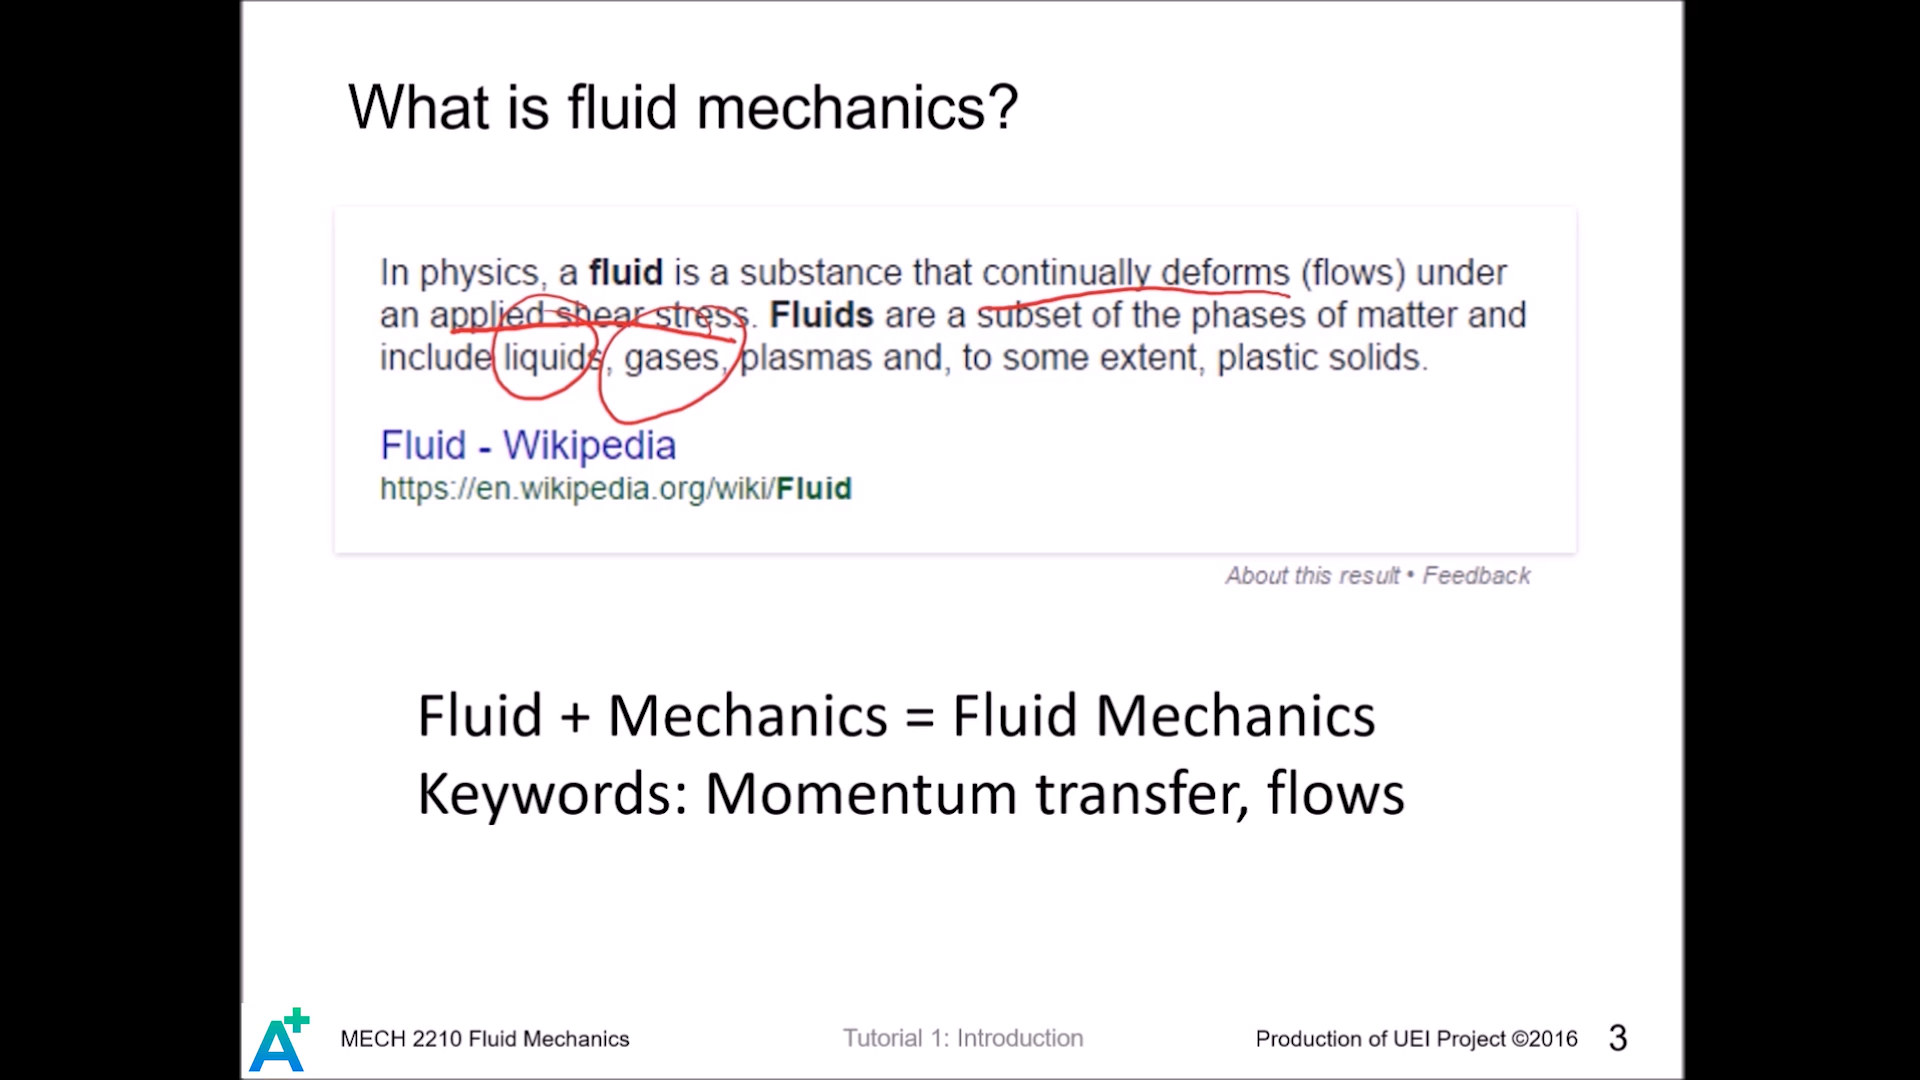 What is fluid mechanics?
In physics, a fluid is a substance that continually deforms (flows) under
an applied shear stress. Fluids are a subset of the phases of matter and
include liquids, gases, plasmas and, to some extent, plastic solids.
Fluid - Wikipedia
https://en.wikipedia.org/wiki/Fluid
About this result • Feedback
Fluid + Mechanics = Fluid Mechanics
Keywords: Momentum transfer, flows
A+ MECH 2210 Fluid Mechanics Tutorial 1: Introduction Production of UEI Project ©2016 3